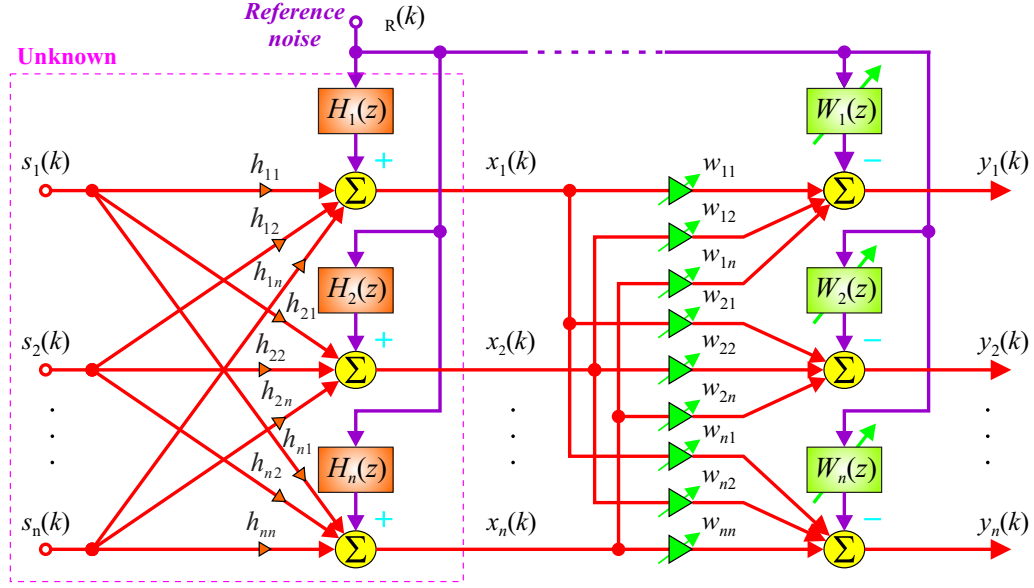 Reference
noise
R(k)
Unknown
H1(z)
W1(z)
+
−
s1(k)
h11
x1(k)
w11
y1(k)
Σ
Σ
h12
w12
h1n
w1n
H2(z)
W2(z)
h21
w21
+
−
s2(k)
h22
x2(k)
w22
y2(k)
Σ
Σ
h2n
w2n
hn1
wn1
Hn(z)
Wn(z)
hn2
wn2
+
−
sn(k)
hnn
xn(k)
wnn
yn(k)
Σ
Σ